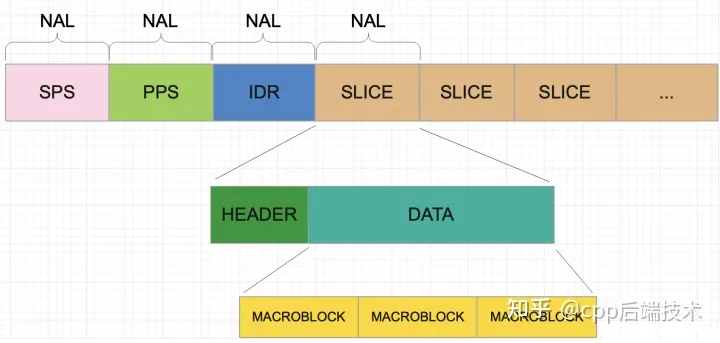 NAL NAL NAL NAL
SPS PPS IDR SLICE SLICE SLICE ...
HEADER DATA
MACROBLOCK MACROBLOCK MACROBLOCK
知乎 @cpp后端技术